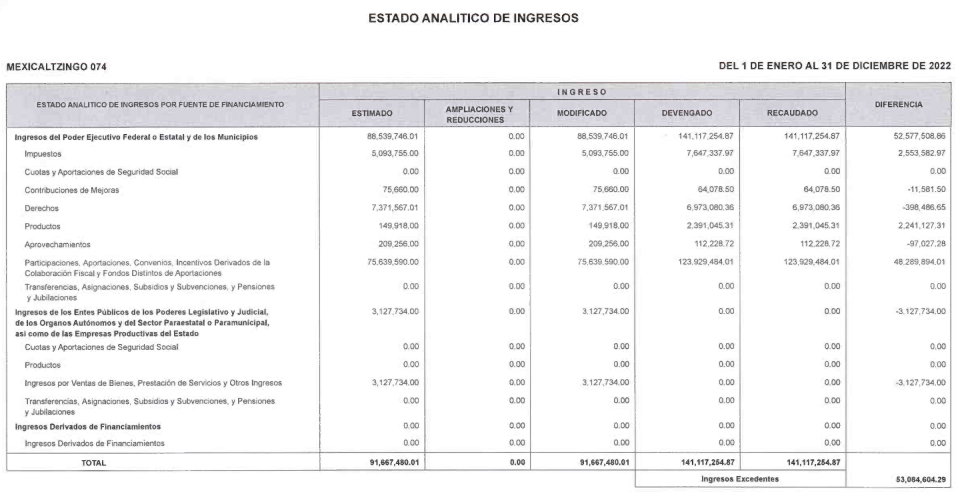 ESTADO ANALITICO DE INGRESOS
MEXICALTZINGO 074 DEL 1 DE ENERO AL 31 DE DICIEMBRE DE 2022
INGRESO
ESTADO ANALITICO DE INGRESOS POR FUENTE DE FINANCIAMIENTO ESTIMADO AMPLIACIONES Y REDUCCIONES MODIFICADO DEVENGADO RECAUDADO DIFERENCIA
Ingresos del Poder Ejecutivo Federal o Estatal y de los Municipios 88,539,746.01 0.00 88,539,746.01 141,117,254.87 141,117,254.87 52,577,508.86
Impuestos 5,093,755.00 0.00 5,093,755.00 7,647,337.97 7,647,337.97 2,553,582.97
Cuotas y Aportaciones de Seguridad Social 0.00 0.00 0.00 0.00 0.00 0.00
Contribuciones de Mejoras 75,660.00 0.00 75,660.00 64,078.50 64,078.50 -11,581.50
Derechos 7,371,567.01 0.00 7,371,567.01 6,973,080.36 6,973,080.36 -398,486.65
Productos 149,918.00 0.00 149,918.00 2,391,045.31 2,391,045.31 2,241,127.31
Aprovechamientos 209,256.00 0.00 209,256.00 112,228.72 112,228.72 -97,027.28
Participaciones, Aportaciones, Convenios, Incentivos Derivados de la 75,639,590.00 0.00 75,639,590.00 123,929,484.01 123,929,484.01 48,289,894.01
Colaboración Fiscal y Fondos Distintos de Aportaciones
Transferencias, Asignaciones, Subsidios y Subvenciones, y Pensiones 0.00 0.00 0.00 0.00 0.00 0.00
y Jubilaciones
Ingresos de los Entes Públicos de los Poderes Legislativo y Judicial, 3,127,734.00 0.00 3,127,734.00 0.00 0.00 -3,127,734.00
de los Organos Autónomos y del Sector Paraestatal o Paramunicipal,
asi como de las Empresas Productivas del Estado
Cuotas y Aportaciones de Seguridad Social 0.00 0.00 0.00 0.00 0.00 0.00
Productos 0.00 0.00 0.00 0.00 0.00 0.00
Ingresos por Ventas de Bienes, Prestación de Servicios y Otros Ingresos 3,127,734.00 0.00 3,127,734.00 0.00 0.00 -3,127,734.00
Transferencias, Asignaciones, Subsidios y Subvenciones, y Pensiones 0.00 0.00 0.00 0.00 0.00 0.00
y Jubilaciones
Ingresos Derivados de Financiamientos 0.00 0.00 0.00 0.00 0.00 0.00
Ingresos Derivados de Financiamientos 0.00 0.00 0.00 0.00 0.00 0.00
TOTAL 91,667,480.01 0.00 91,667,480.01 141,117,254.87 141,117,254.87
Ingresos Excedentes 53,084,604.29